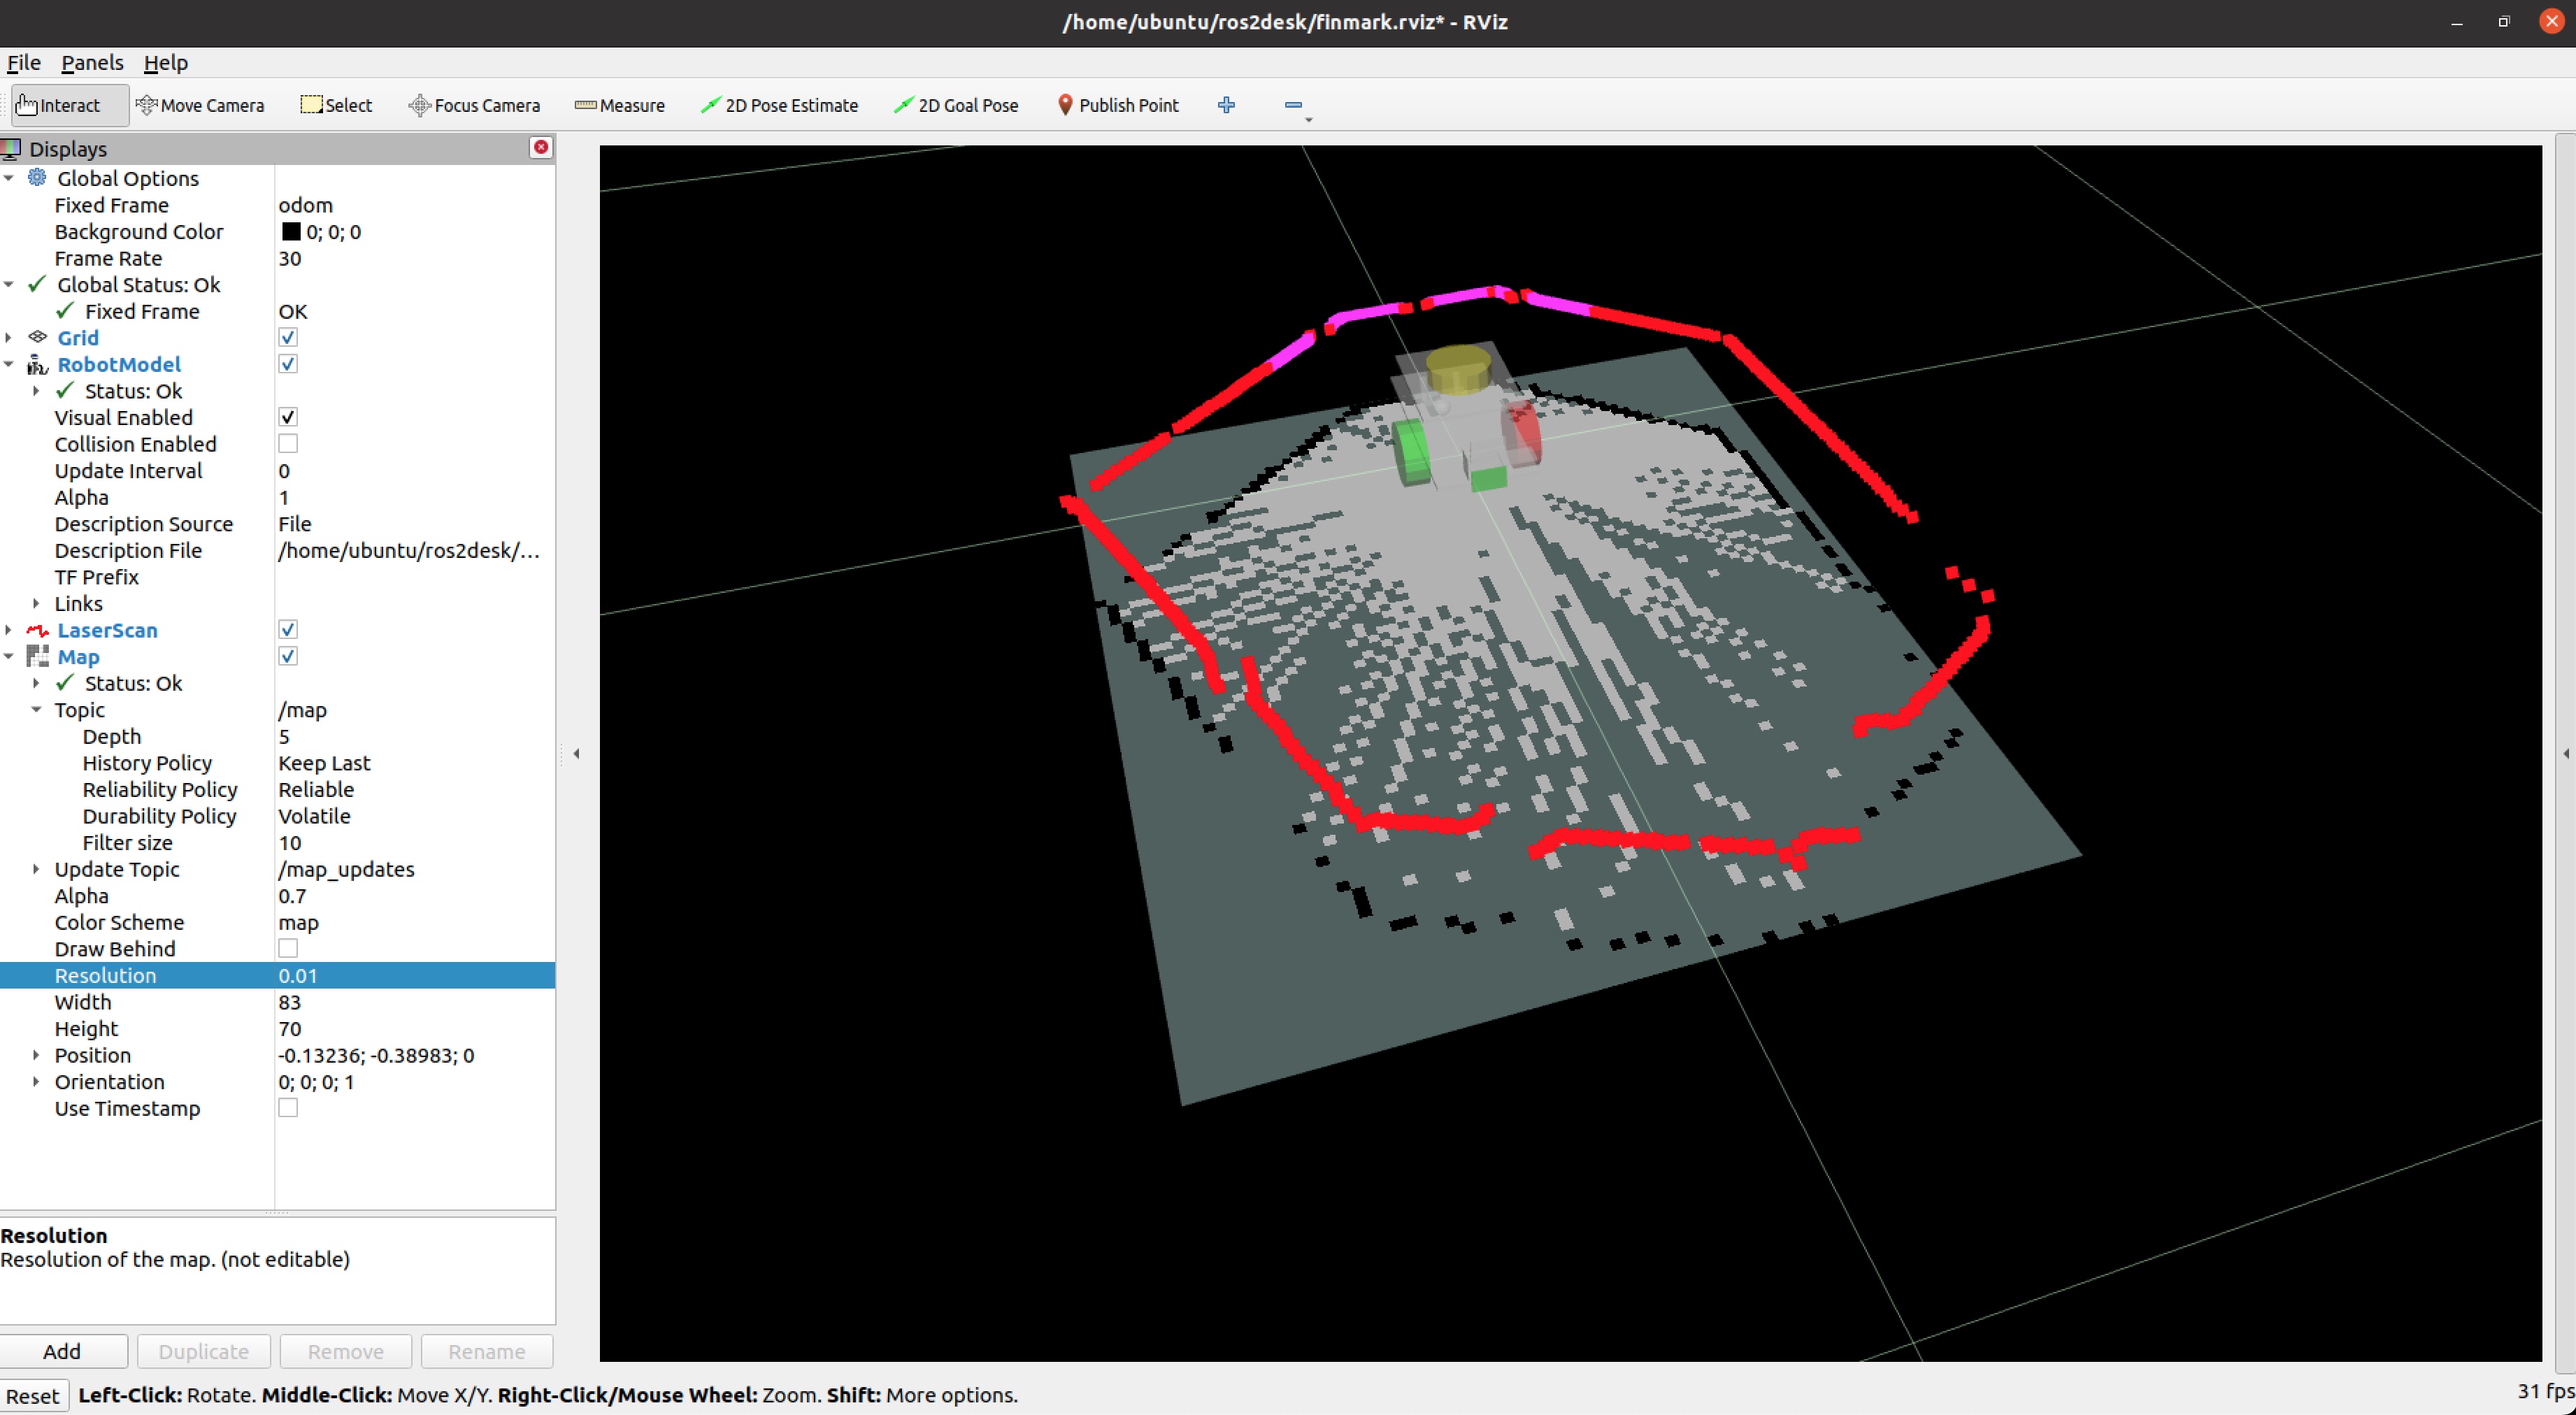 /home/ubuntu/ros2desk/finmark.rviz* - RViz
File Panels Help
Interact Move Camera Select Focus Camera Measure 2D Pose Estimate 2D Goal Pose Publish Point
Displays
Global Options
Fixed Frame odom
Background Color 0; 0; 0
Frame Rate 30
Global Status: Ok
Fixed Frame OK
Grid
RobotModel
Status: Ok
Visual Enabled
Collision Enabled
Update Interval 0
Alpha 1
Description Source File
Description File /home/ubuntu/ros2desk/...
TF Prefix
Links
LaserScan
Map
Status: Ok
Topic /map
Depth 5
History Policy Keep Last
Reliability Policy Reliable
Durability Policy Volatile
Filter size 10
Update Topic /map_updates
Alpha 0.7
Color Scheme map
Draw Behind
Resolution 0.01
Width 83
Height 70
Position -0.13236; -0.38983; 0
Orientation 0; 0; 0; 1
Use Timestamp
Resolution
Resolution of the map. (not editable)
Add Duplicate Remove Rename
Reset Left-Click: Rotate. Middle-Click: Move X/Y. Right-Click/Mouse Wheel: Zoom. Shift: More options. 31 fps